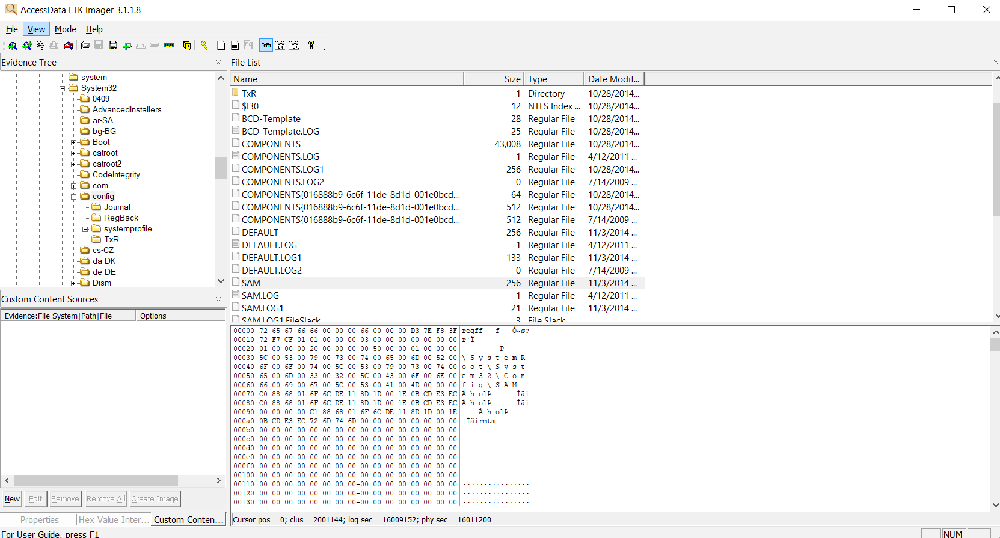 AccessData FTK Imager 3.1.1.8
File View Mode Help
Evidence Tree
system
System32
0409
AdvancedInstallers
ar-SA
bg-BG
Boot
catroot
catroot2
CodeIntegrity
com
config
Journal
RegBack
systemprofile
TxR
cs-CZ
da-DK
de-DE
Dism
Custom Content Sources
Evidence:File System|Path|File Options
New Edit Remove Remove All Create Image
Properties Hex Value Inter... Custom Conten...
File List
Name Size Type Date Modif...
TxR 1 Directory 10/28/2014...
$I30 12 NTFS Index ... 10/28/2014...
BCD-Template 28 Regular File 10/28/2014...
BCD-Template.LOG 25 Regular File 10/28/2014...
COMPONENTS 43,008 Regular File 10/28/2014...
COMPONENTS.LOG 1 Regular File 4/12/2011 ...
COMPONENTS.LOG1 256 Regular File 10/28/2014...
COMPONENTS.LOG2 0 Regular File 7/14/2009 ...
COMPONENTS{016888b9-6c6f-11de-8d1d-001e0bcd... 64 Regular File 10/28/2014...
COMPONENTS{016888b9-6c6f-11de-8d1d-001e0bcd... 512 Regular File 10/28/2014...
COMPONENTS{016888b9-6c6f-11de-8d1d-001e0bcd... 512 Regular File 7/14/2009 ...
DEFAULT 256 Regular File 11/3/2014 ...
DEFAULT.LOG 1 Regular File 4/12/2011 ...
DEFAULT.LOG1 133 Regular File 11/3/2014 ...
DEFAULT.LOG2 0 Regular File 7/14/2009 ...
SAM 256 Regular File 11/3/2014 ...
SAM.LOG 1 Regular File 4/12/2011 ...
SAM.LOG1 21 Regular File 11/3/2014 ...
SAM.LOG1.FileSlack 3 File Slack
00000 72 65 67 66 66 00 00 00-66 00 00 00 D3 7E F8 3F regff···f···Ó~ø?
00010 72 F7 CF 01 01 00 00 00-03 00 00 00 00 00 00 00 r÷Ï·············
00020 01 00 00 00 20 00 00 00-00 50 00 00 01 00 00 00 ···· ····P······
00030 5C 00 53 00 79 00 73 00-74 00 65 00 6D 00 52 00 \·S·y·s·t·e·m·R·
00040 6F 00 6F 00 74 00 5C 00-53 00 79 00 73 00 74 00 o·o·t·\·S·y·s·t·
00050 65 00 6D 00 33 00 32 00-5C 00 43 00 6F 00 6E 00 e·m·3·2·\·C·o·n·
00060 66 00 69 00 67 00 5C 00-53 00 41 00 4D 00 00 00 f·i·g·\·S·A·M···
00070 C0 88 68 01 6F 6C DE 11-8D 1D 00 1E 0B CD E3 EC À·h·olÞ······Íãì
00080 C0 88 68 01 6F 6C DE 11-8D 1D 00 1E 0B CD E3 EC À·h·olÞ······Íãì
00090 00 00 00 00 C1 88 68 01-6F 6C DE 11 8D 1D 00 1E ····Á·h·olÞ·····
000a0 0B CD E3 EC 72 6D 74 6D-00 00 00 00 00 00 00 00 ·Íãìrmtm········
000b0 00 00 00 00 00 00 00 00-00 00 00 00 00 00 00 00 ················
000c0 00 00 00 00 00 00 00 00-00 00 00 00 00 00 00 00 ················
000d0 00 00 00 00 00 00 00 00-00 00 00 00 00 00 00 00 ················
000e0 00 00 00 00 00 00 00 00-00 00 00 00 00 00 00 00 ················
000f0 00 00 00 00 00 00 00 00-00 00 00 00 00 00 00 00 ················
00100 00 00 00 00 00 00 00 00-00 00 00 00 00 00 00 00 ················
00110 00 00 00 00 00 00 00 00-00 00 00 00 00 00 00 00 ················
00120 00 00 00 00 00 00 00 00-00 00 00 00 00 00 00 00 ················
00130 00 00 00 00 00 00 00 00-00 00 00 00 00 00 00 00 ················
Cursor pos = 0; clus = 2001144; log sec = 16009152; phy sec = 16011200
For User Guide, press F1
NUM